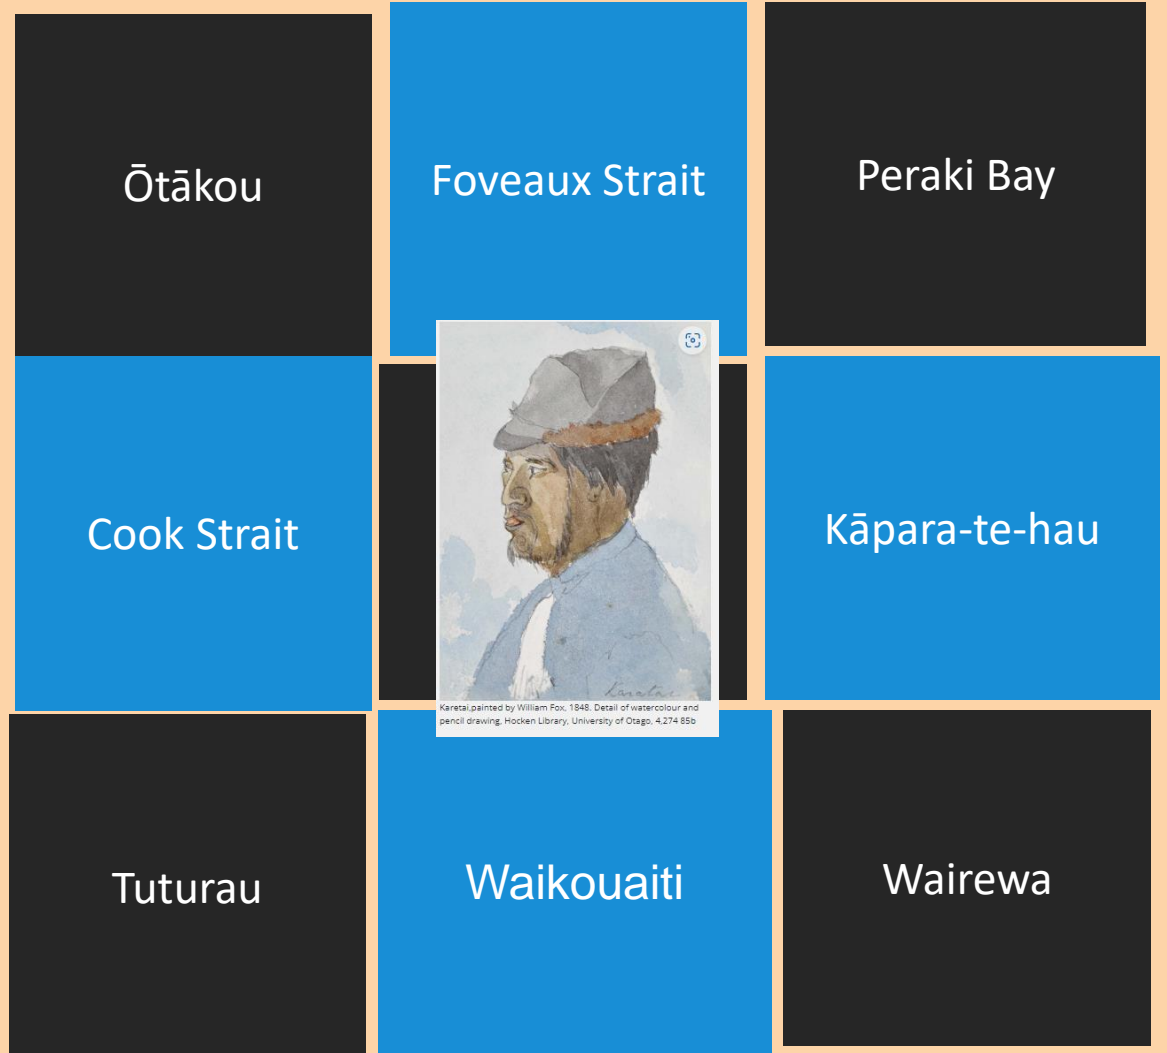 Ōtākou
Foveaux Strait
Peraki Bay
Cook Strait
Kāpara-te-hau
Karetai,painted by William Fox, 1848. Detail of watercolour and
pencil drawing, Hocken Library, University of Otago, 4,274 85b
Tuturau
Waikouaiti
Wairewa